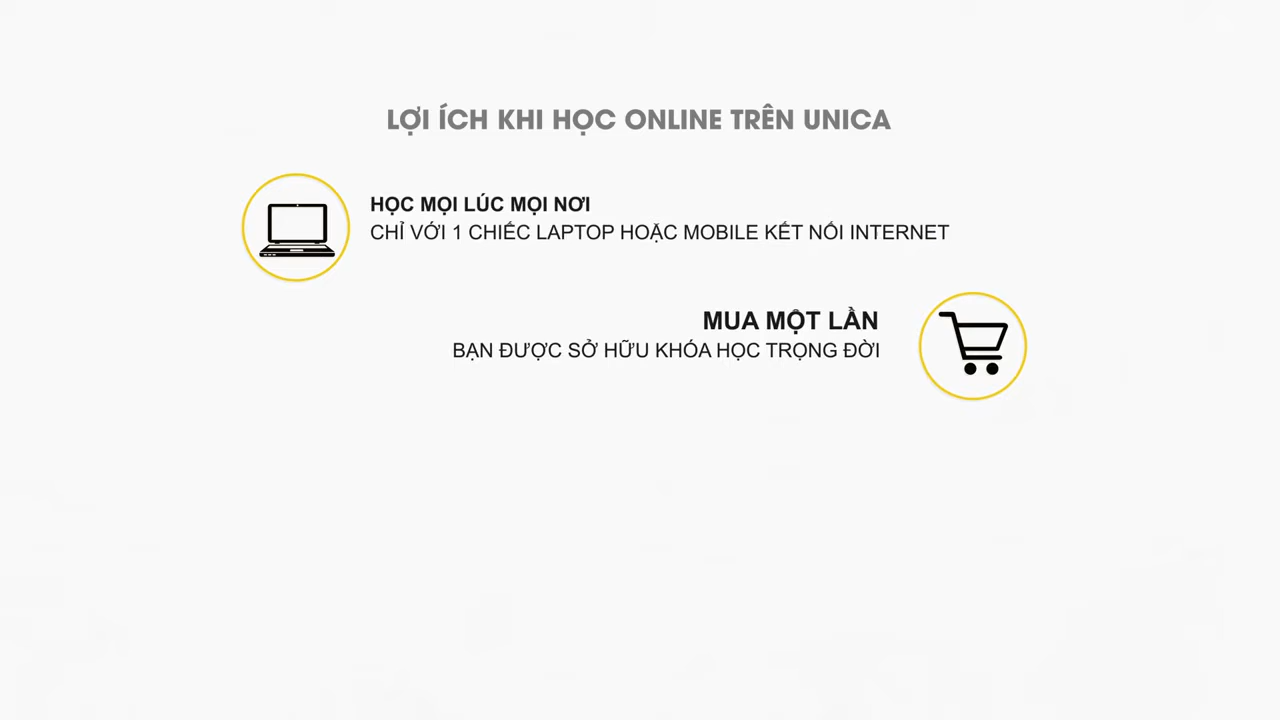 LỢI ÍCH KHI HỌC ONLINE TRÊN UNICA
HỌC MỌI LÚC MỌI NƠI
CHỈ VỚI 1 CHIẾC LAPTOP HOẶC MOBILE KẾT NỐI INTERNET
MUA MỘT LẦN
BẠN ĐƯỢC SỞ HỮU KHÓA HỌC TRỌNG ĐỜI